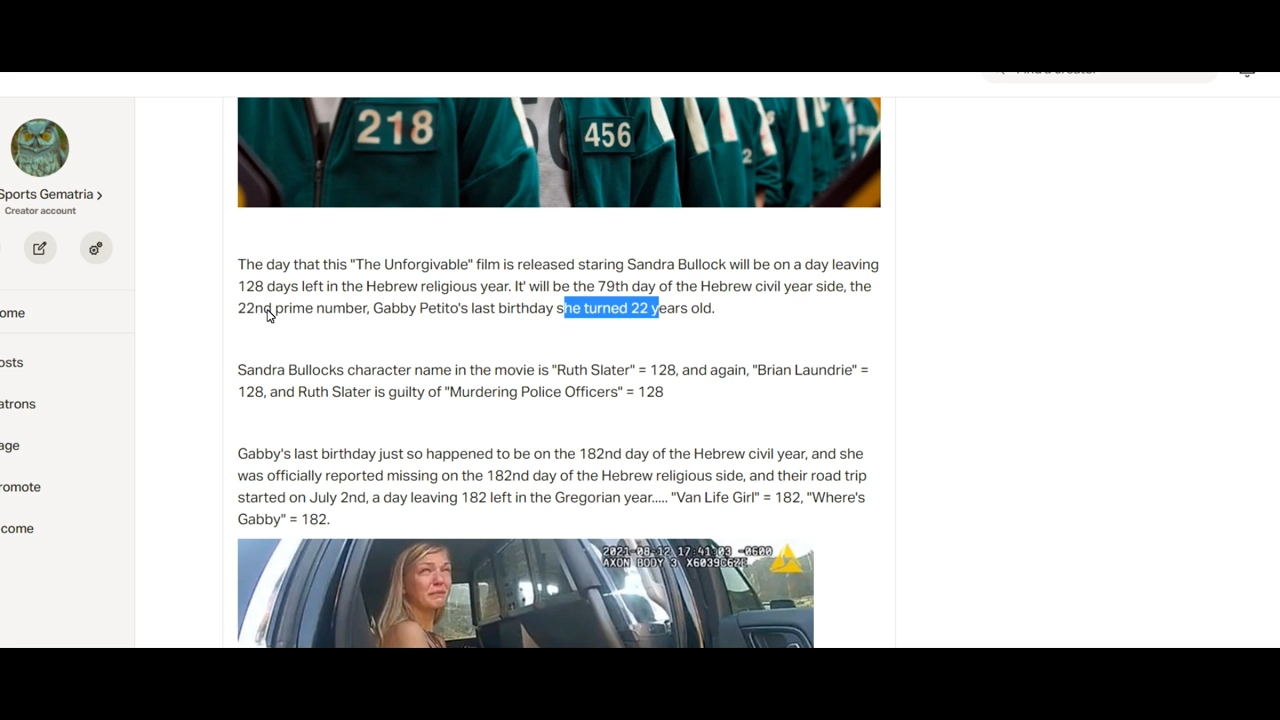 218
456
2
Sports Gematria
Creator account
ome
osts
atrons
age
romote
come
The day that this "The Unforgivable" film is released staring Sandra Bullock will be on a day leaving
128 days left in the Hebrew religious year. It' will be the 79th day of the Hebrew civil year side, the
22nd prime number, Gabby Petito's last birthday she turned 22 years old.
Sandra Bullocks character name in the movie is "Ruth Slater" = 128, and again, "Brian Laundrie" =
128, and Ruth Slater is guilty of "Murdering Police Officers" = 128
Gabby's last birthday just so happened to be on the 182nd day of the Hebrew civil year, and she
was officially reported missing on the 182nd day of the Hebrew religious side, and their road trip
started on July 2nd, a day leaving 182 left in the Gregorian year..... "Van Life Girl" = 182, "Where's
Gabby" = 182.
2021-08-12 17:41:03 -0600
AXON BODY 3 X6039C6ZE